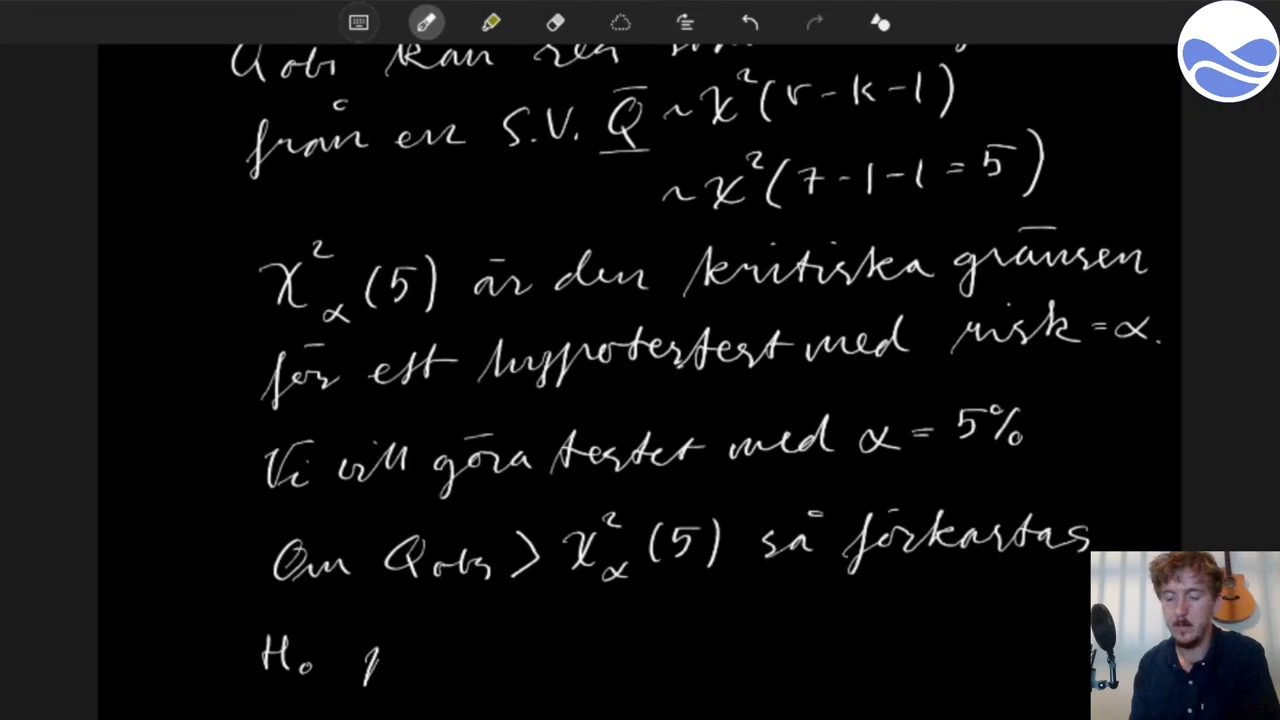 Qobs kan ses som
från en S.V. Q ~ χ²(r-k-1)
~ χ²(7-1-1=5)
χ²α(5) är den kritiska gränsen
för ett hypotestest med risk = α.
Vi vill göra testet med α = 5%
Om Qobs > χ²α(5) så förkastas
H₀ p